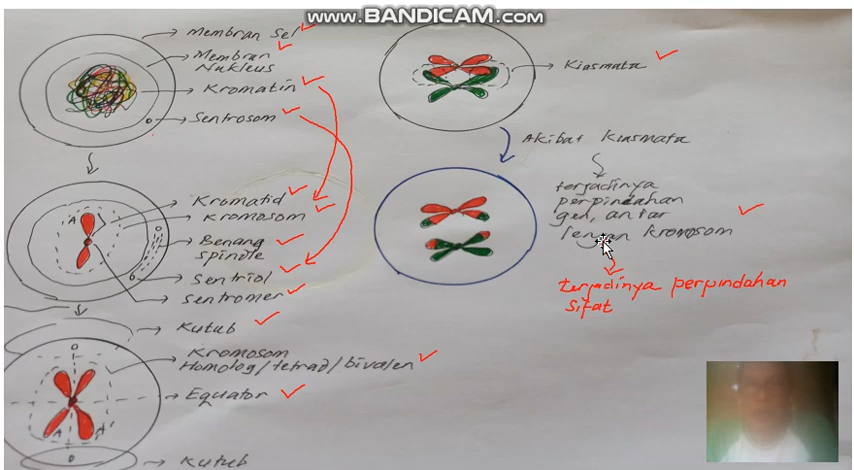 WWW.BANDICAM.COM
Membran Sel
Membran
Nukleus
Kromatin
Sentrosom
Kromatid
Kromosom
Benang
spindle
Sentriol
Sentromer
Kutub
Kromosom
Homolog/tetrad/bivalen
Equator
Kutub
A
A
A'
Kiasmata
Akibat Kiasmata
terjadinya
perpindahan
gen, antar
lengan kromosom
terjadinya perpindahan
sifat